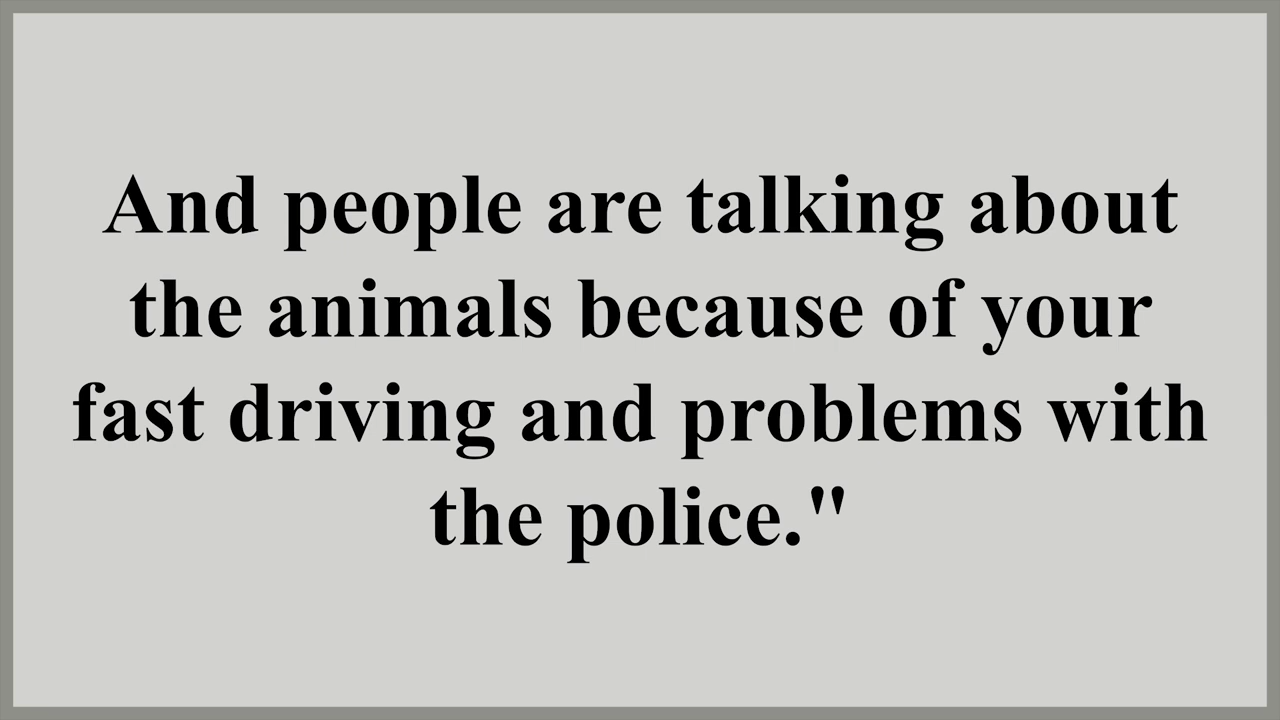 And people are talking about
the animals because of your
fast driving and problems with
the police."